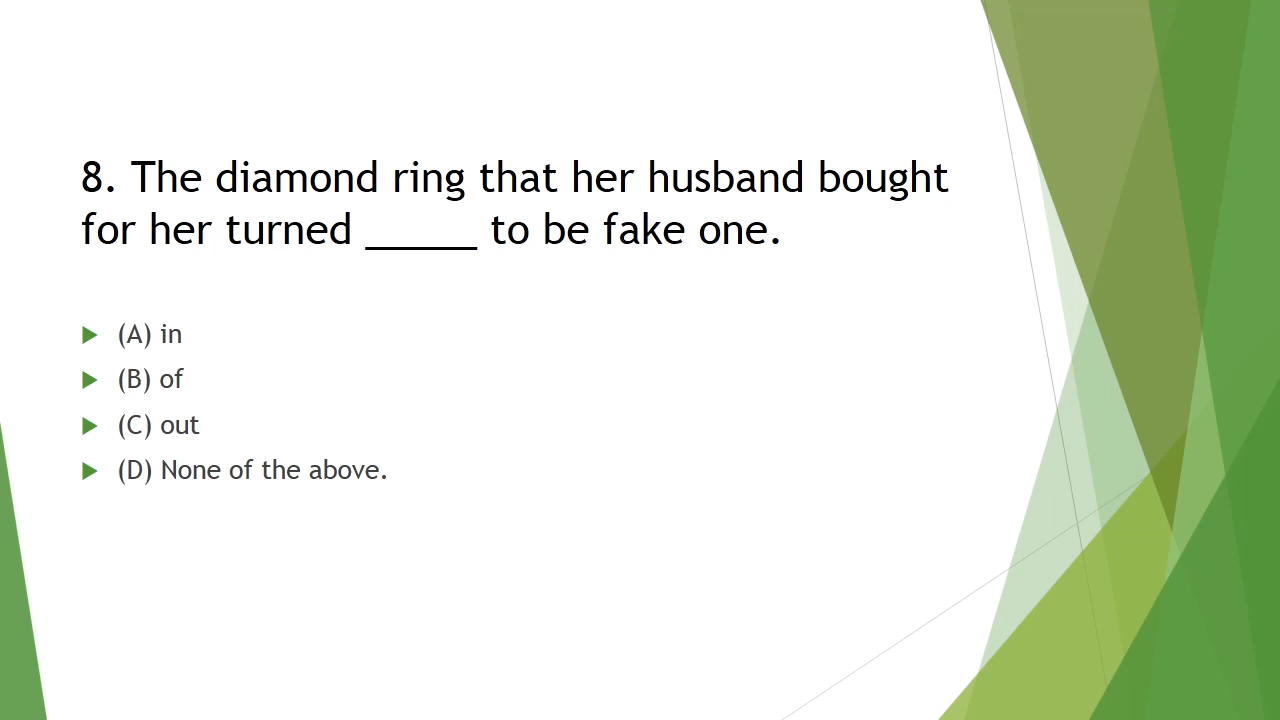 8. The diamond ring that her husband bought
for her turned _____ to be fake one.
(A) in
(B) of
(C) out
(D) None of the above.